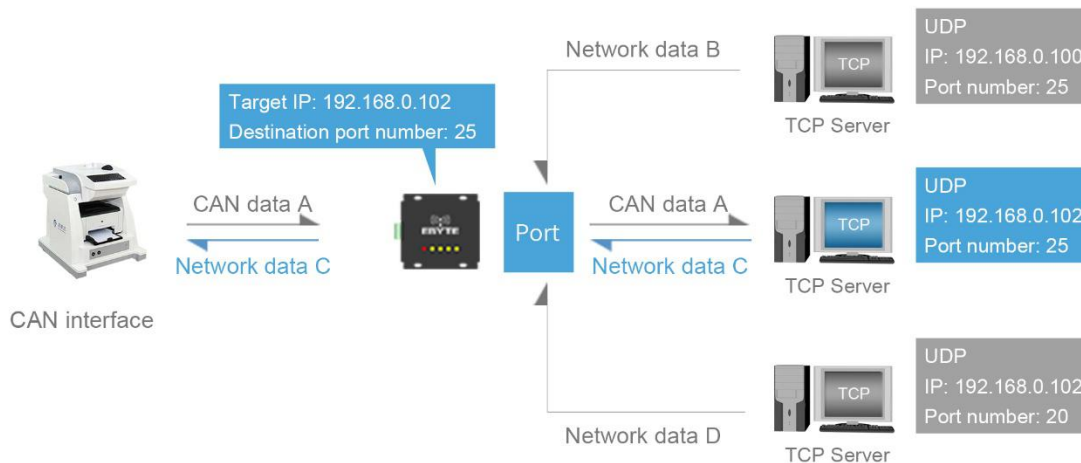 Network data B
TCP
TCP Server
UDP
IP: 192.168.0.100
Port number: 25
Target IP: 192.168.0.102
Destination port number: 25
CAN interface
CAN data A
Network data C
EBYTE
Port
CAN data A
Network data C
TCP
TCP Server
UDP
IP: 192.168.0.102
Port number: 25
Network data D
TCP
TCP Server
UDP
IP: 192.168.0.102
Port number: 20